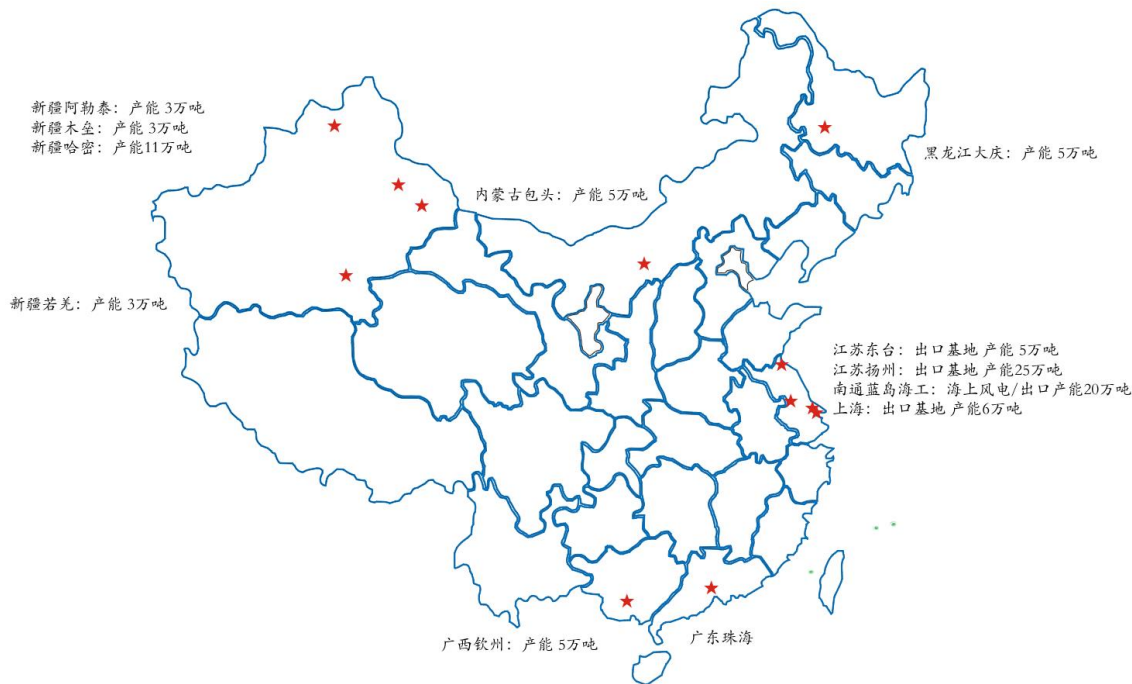 新疆阿勒泰：产能 3万吨
新疆木垒：产能 3万吨
新疆哈密：产能11万吨
黑龙江大庆：产能 5万吨
内蒙古包头：产能 5万吨
新疆若羌：产能 3万吨
江苏东台：出口基地 产能 5万吨
江苏扬州：出口基地 产能25万吨
南通蓝岛海工：海上风电/出口产能20万吨
上海：出口基地 产能6万吨
广西钦州：产能 5万吨
广东珠海